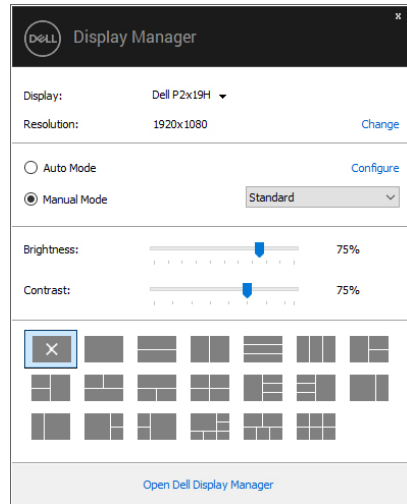 x
DELL Display Manager
Display: Dell P2x19H
Resolution: 1920x1080 Change
Auto Mode Configure
Manual Mode Standard
Brightness: 75%
Contrast: 75%
Open Dell Display Manager